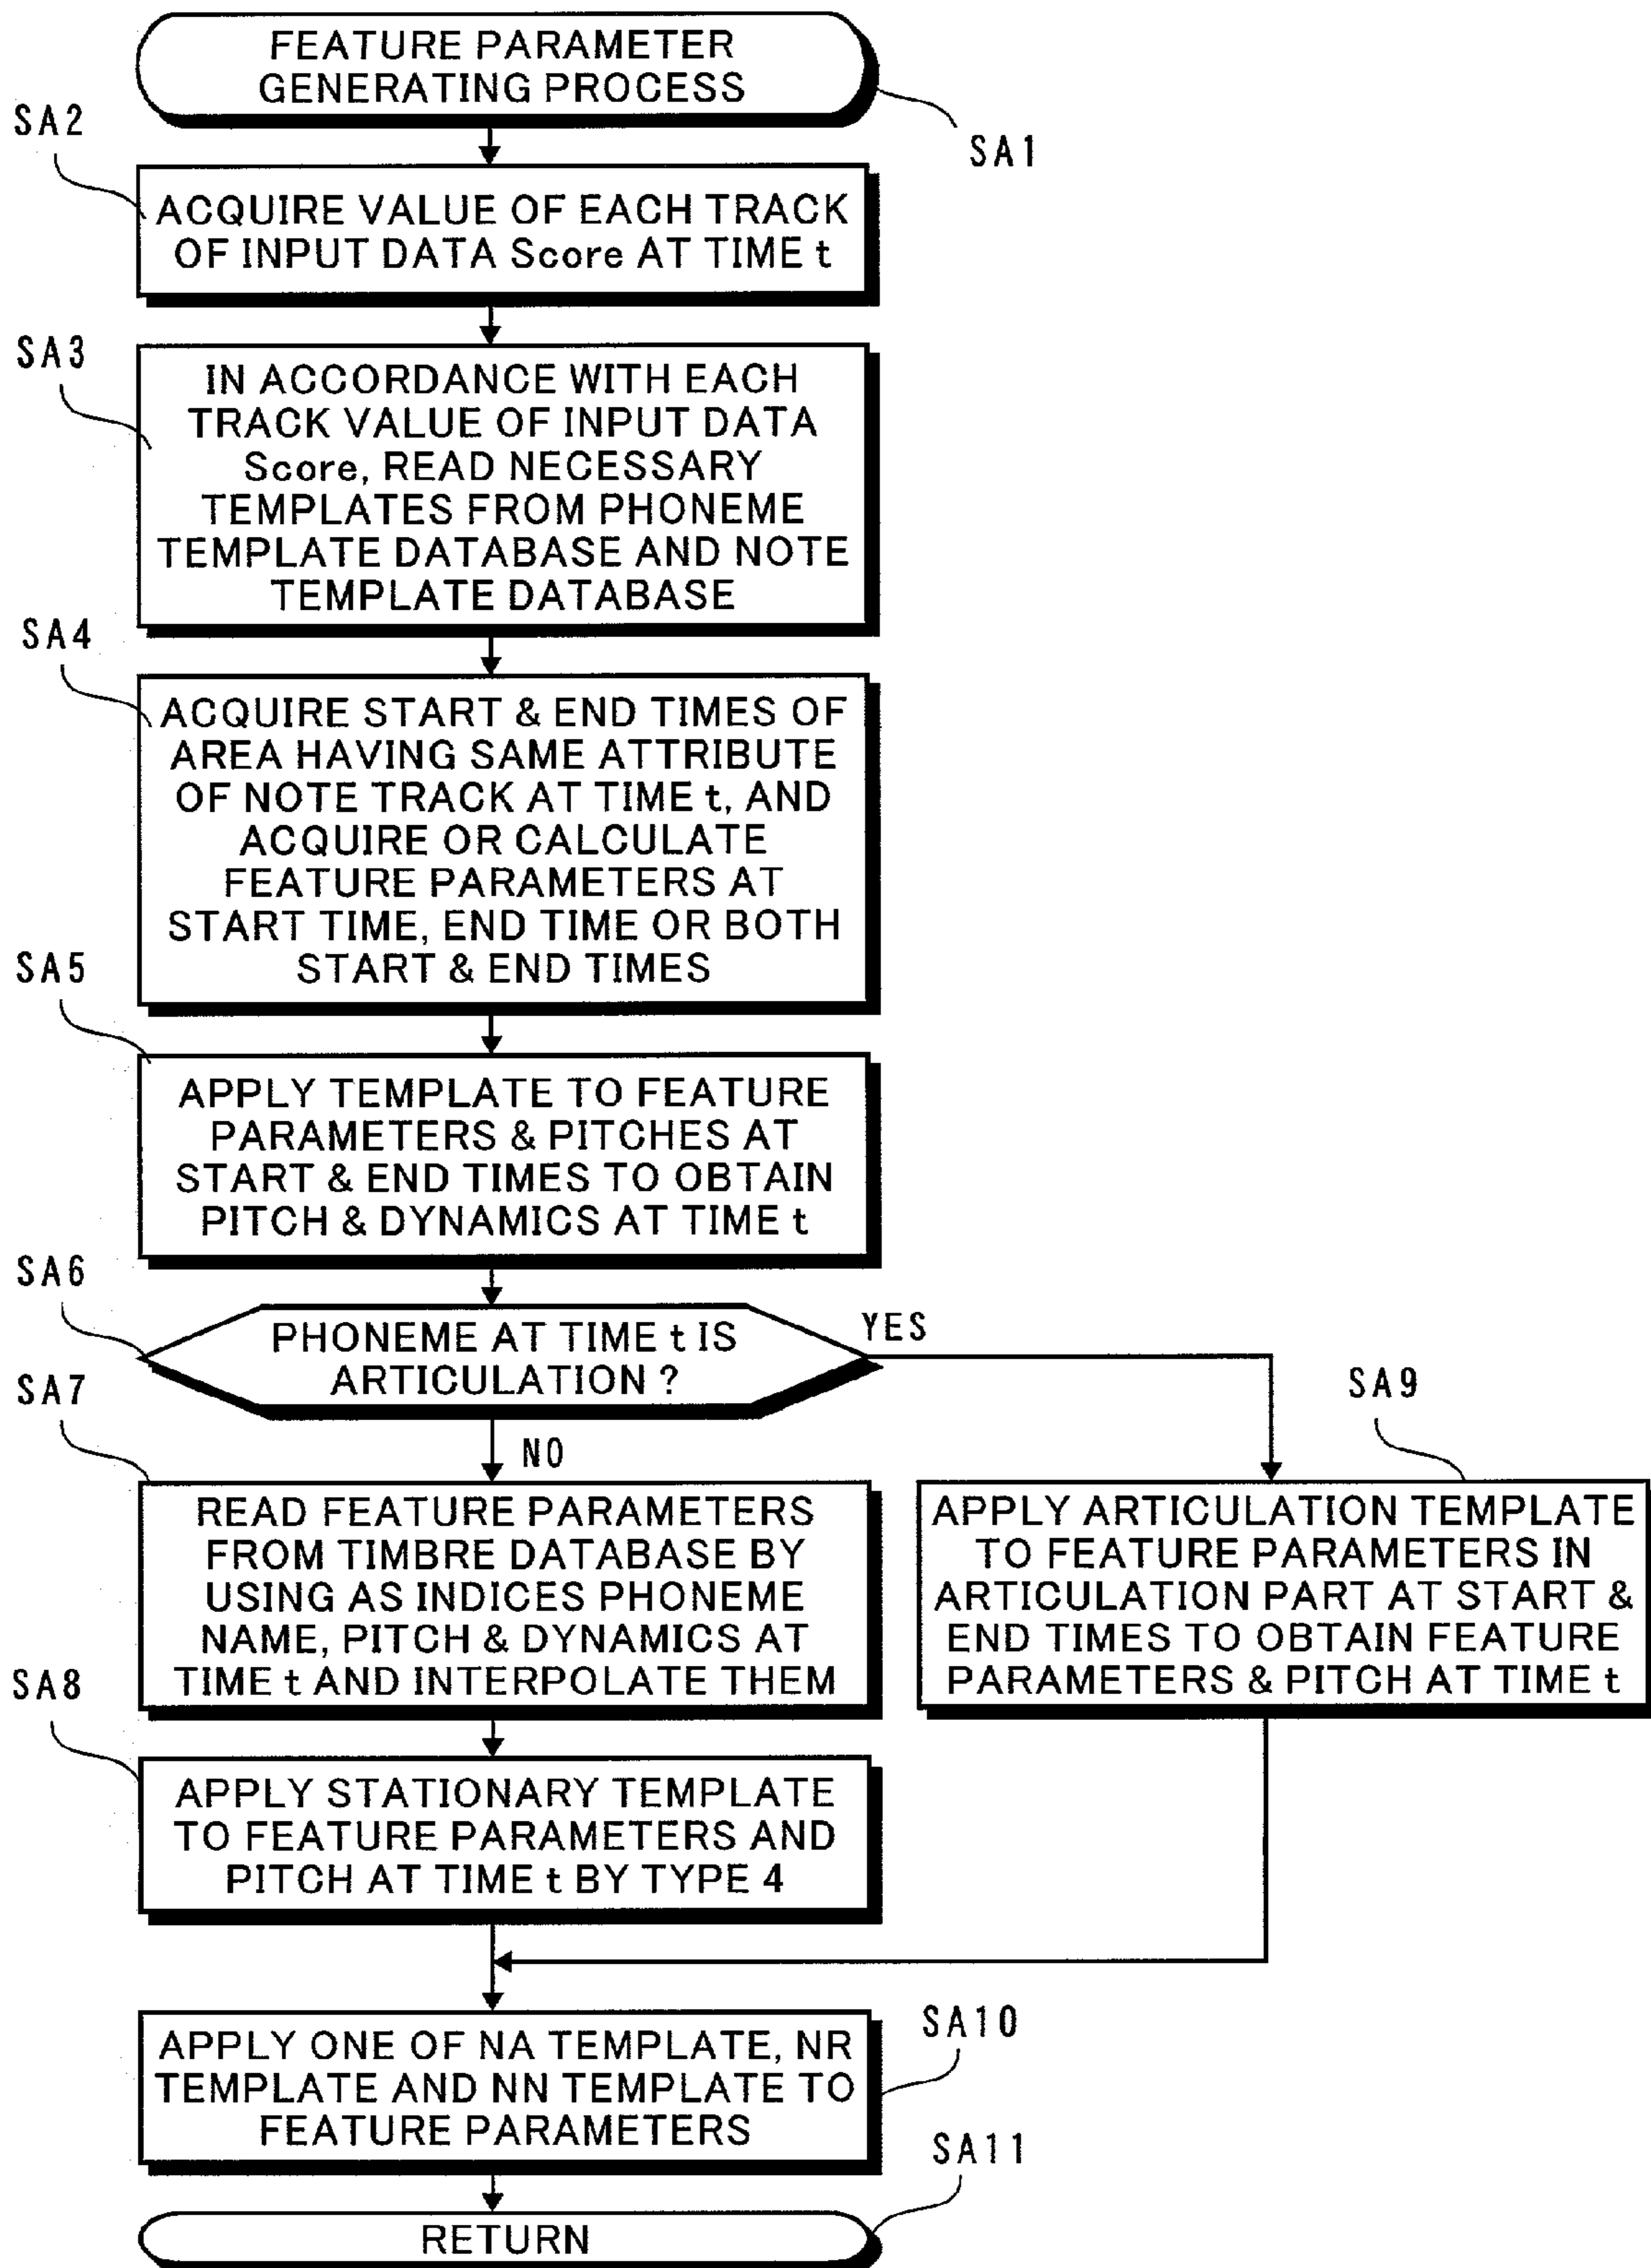 FEATURE PARAMETER
GENERATING PROCESS
SA1
SA2
ACQUIRE VALUE OF EACH TRACK
OF INPUT DATA Score AT TIME t
SA3
IN ACCORDANCE WITH EACH
TRACK VALUE OF INPUT DATA
Score, READ NECESSARY
TEMPLATES FROM PHONEME
TEMPLATE DATABASE AND NOTE
TEMPLATE DATABASE
SA4
ACQUIRE START & END TIMES OF
AREA HAVING SAME ATTRIBUTE
OF NOTE TRACK AT TIME t, AND
ACQUIRE OR CALCULATE
FEATURE PARAMETERS AT
START TIME, END TIME OR BOTH
START & END TIMES
SA5
APPLY TEMPLATE TO FEATURE
PARAMETERS & PITCHES AT
START & END TIMES TO OBTAIN
PITCH & DYNAMICS AT TIME t
SA6
PHONEME AT TIME t IS
ARTICULATION ?
YES
NO
SA7
READ FEATURE PARAMETERS
FROM TIMBRE DATABASE BY
USING AS INDICES PHONEME
NAME, PITCH & DYNAMICS AT
TIME t AND INTERPOLATE THEM
SA9
APPLY ARTICULATION TEMPLATE
TO FEATURE PARAMETERS IN
ARTICULATION PART AT START &
END TIMES TO OBTAIN FEATURE
PARAMETERS & PITCH AT TIME t
SA8
APPLY STATIONARY TEMPLATE
TO FEATURE PARAMETERS AND
PITCH AT TIME t BY TYPE 4
SA10
APPLY ONE OF NA TEMPLATE, NR
TEMPLATE AND NN TEMPLATE TO
FEATURE PARAMETERS
SA11
RETURN